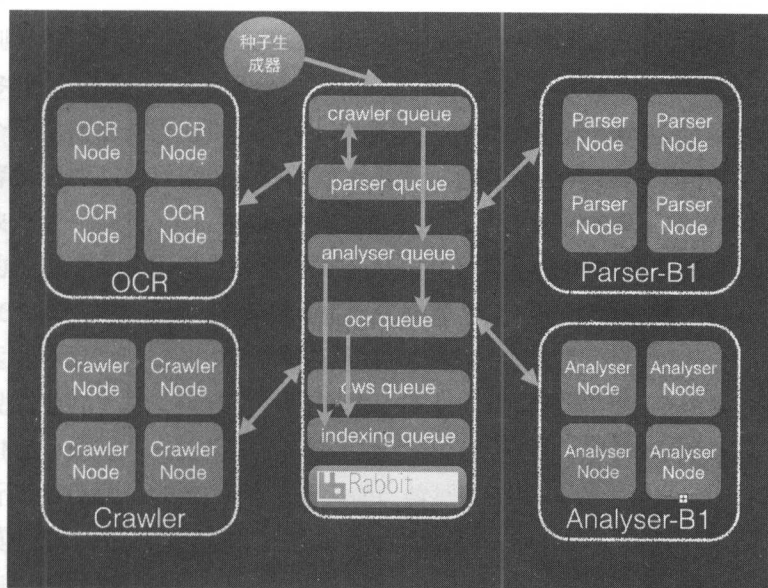 种子生
成器
OCR
Node
OCR
Node
OCR
Node
OCR
Node
OCR
Crawler
Node
Crawler
Node
Crawler
Node
Crawler
Node
Crawler
crawler queue
parser queue
analyser queue
ocr queue
cws queue
indexing queue
Rabbit
Parser
Node
Parser
Node
Parser
Node
Parser
Node
Parser-B1
Analyser
Node
Analyser
Node
Analyser
Node
Analyser
Node
Analyser-B1